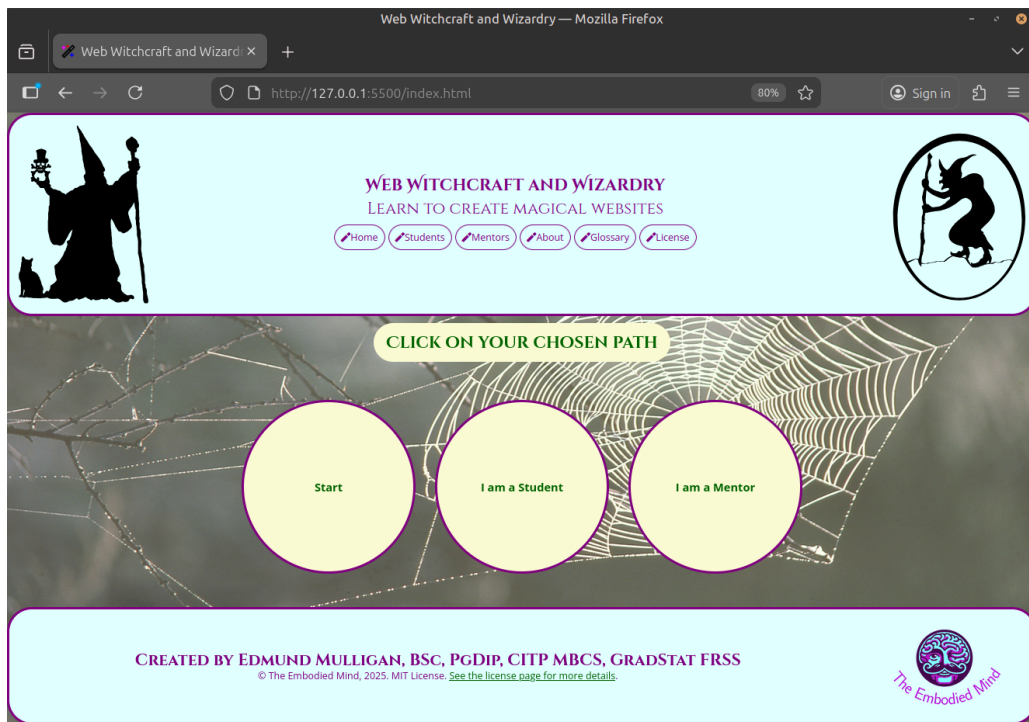 Web Witchcraft and Wizardry — Mozilla Firefox
Web Witchcraft and Wizardr
http://127.0.0.1:5500/index.html
80%
Sign in
Web Witchcraft and Wizardry
Learn to create magical websites
Home Students Mentors About Glossary License
Click on your chosen path
Start
I am a Student
I am a Mentor
Created by Edmund Mulligan, BSc, PgDip, CITP MBCS, GradStat FRSS
© The Embodied Mind, 2025. MIT License. See the license page for more details.
The Embodied Mind